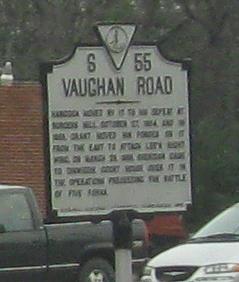 S 55
VAUGHAN ROAD
HANCOCK MOVED BY IT TO HIS DEFEAT AT
BURGESS MILL, OCTOBER 27, 1864, AND IN
1865, GRANT MOVED HIS FORCES ON IT
FROM THE EAST TO ATTACK LEE'S RIGHT
WING. ON MARCH 29, 1865, SHERIDAN CAME
TO DINWIDDIE COURT HOUSE OVER IT IN
THE OPERATIONS PRECEDING THE BATTLE
OF FIVE FORKS.